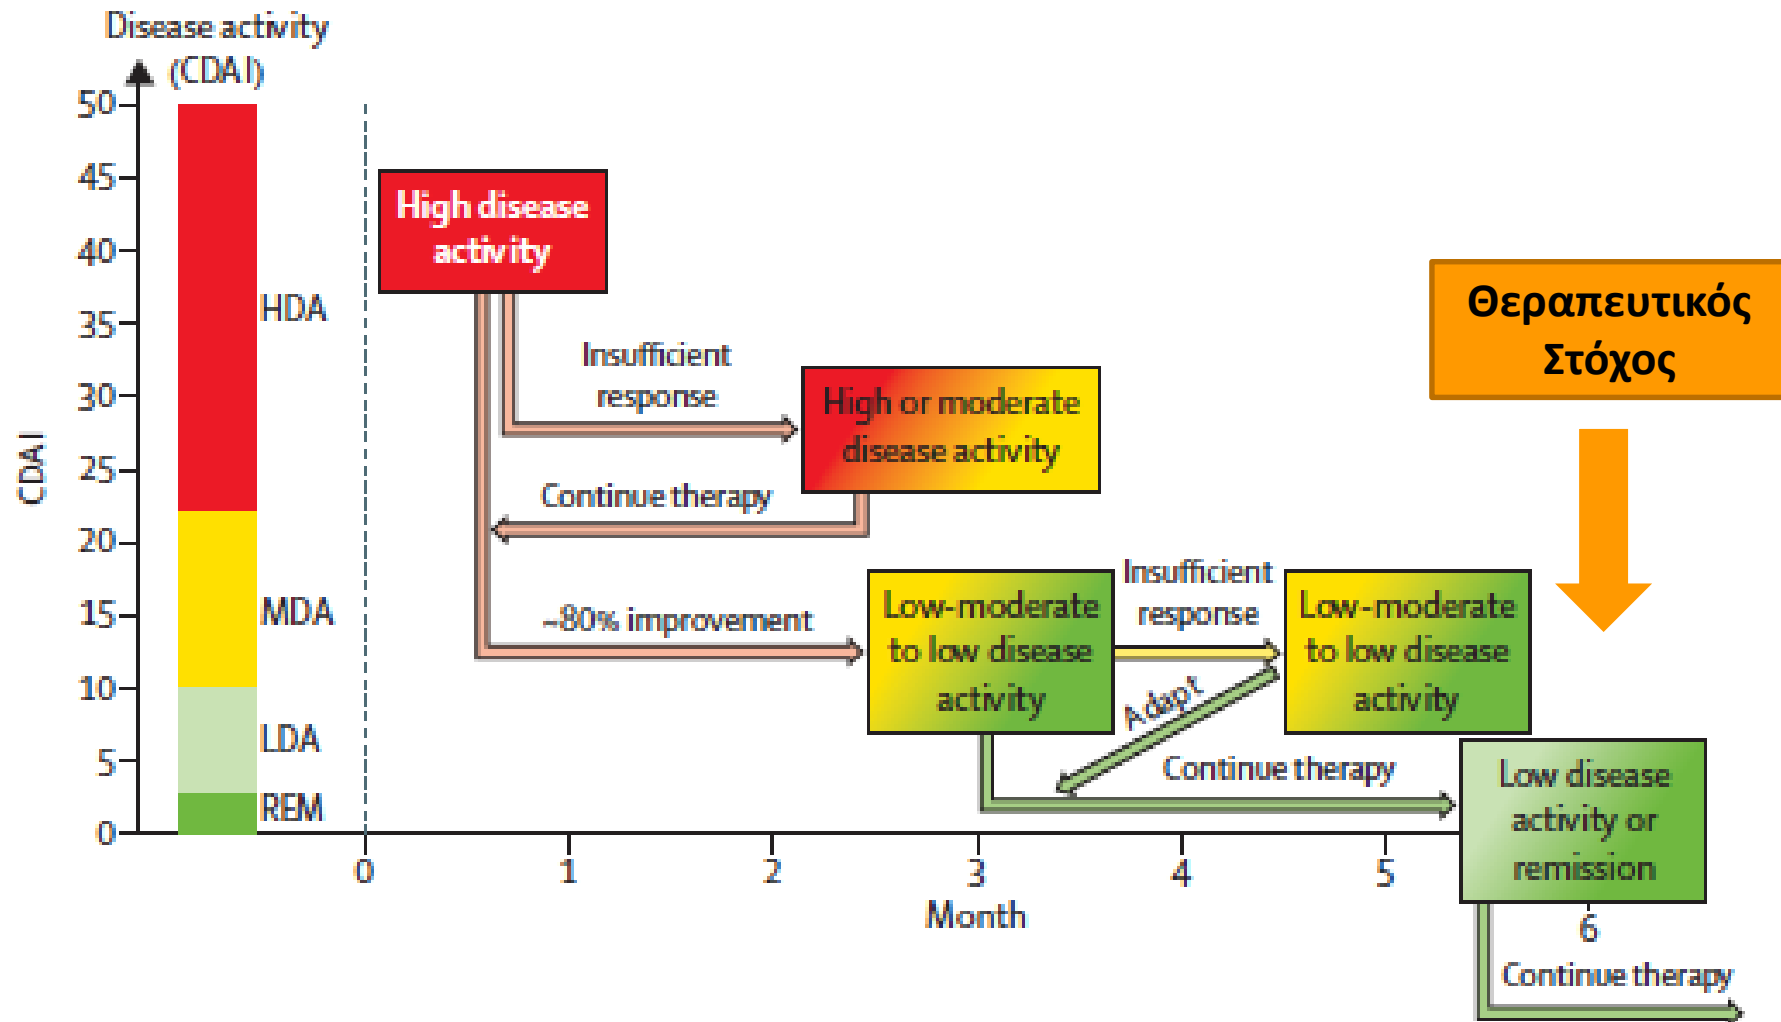 Disease activity
(CDAI)
50
45
40
35
30
25
20
15
10
5
0
CDAI
HDA
MDA
LDA
REM
High disease
activity
Insufficient
response
High or moderate
disease activity
Continue therapy
~80% improvement
Low-moderate
to low disease
activity
Insufficient
response
Adapt
Low-moderate
to low disease
activity
Continue therapy
Θεραπευτικός
Στόχος
Low disease
activity or
remission
0
1
2
3
4
5
6
Month
Continue therapy